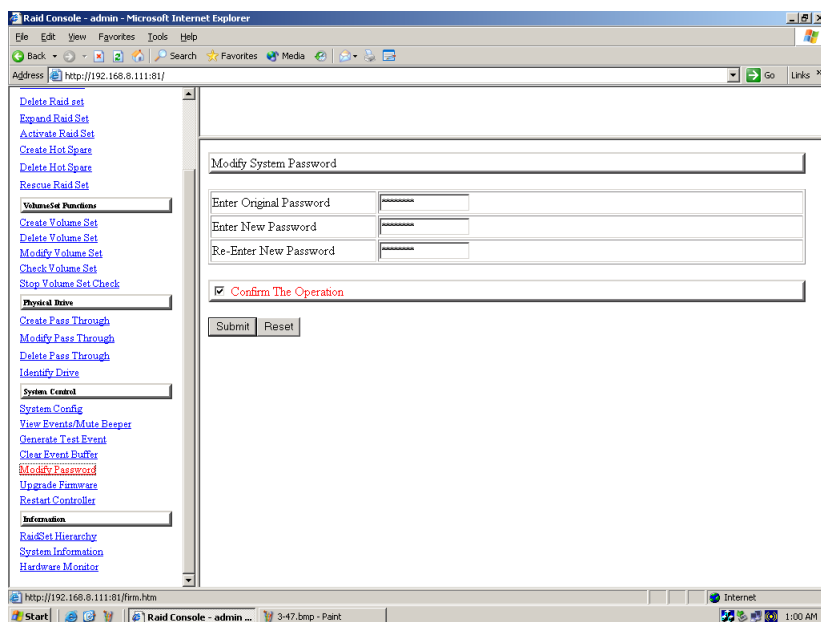 Raid Console - admin - Microsoft Internet Explorer
File Edit View Favorites Tools Help
Back Search Favorites Media
Address http://192.168.8.111:81/ Go Links »
Delete Raid set
Expand Raid Set
Activate Raid Set
Create Hot Spare
Delete Hot Spare
Rescue Raid Set
VolumeSet Functions
Create Volume Set
Delete Volume Set
Modify Volume Set
Check Volume Set
Stop Volume Set Check
Physical Drive
Create Pass Through
Modify Pass Through
Delete Pass Through
Identify Drive
System Control
System Config
View Events/Mute Beeper
Generate Test Event
Clear Event Buffer
Modify Password
Upgrade Firmware
Restart Controller
Information
RaidSet Hierarchy
System Information
Hardware Monitor
Modify System Password
Enter Original Password ********
Enter New Password ********
Re-Enter New Password ********
Confirm The Operation
Submit Reset
http://192.168.8.111:81/firm.htm Internet
Start Raid Console - admin ... 3-47.bmp - Paint 1:00 AM